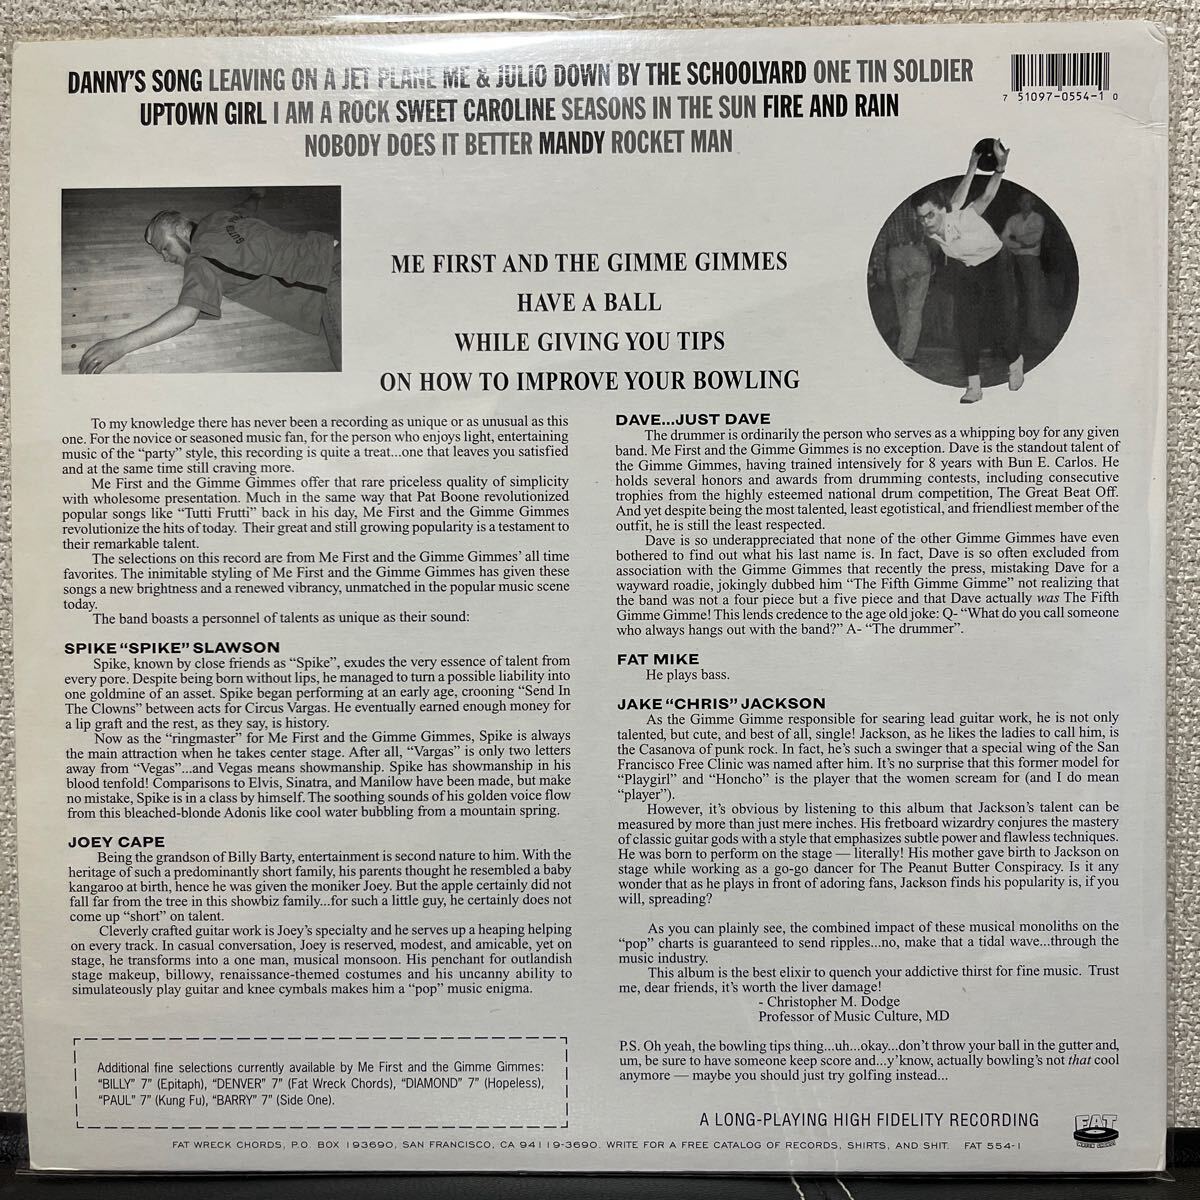 DANNY'S SONG LEAVING ON A JET PLANE ME & JULIO DOWN BY THE SCHOOLYARD ONE TIN SOLDIER
UPTOWN GIRL I AM A ROCK SWEET CAROLINE SEASONS IN THE SUN FIRE AND RAIN
NOBODY DOES IT BETTER MANDY ROCKET MAN
7 51097-0554-1 0
ME FIRST AND THE GIMME GIMMES
HAVE A BALL
WHILE GIVING YOU TIPS
ON HOW TO IMPROVE YOUR BOWLING
To my knowledge there has never been a recording as unique or as unusual as this
one. For the novice or seasoned music fan, for the person who enjoys light, entertaining
music of the “party” style, this recording is quite a treat...one that leaves you satisfied
and at the same time still craving more.
Me First and the Gimme Gimmes offer that rare priceless quality of simplicity
with wholesome presentation. Much in the same way that Pat Boone revolutionized
popular songs like “Tutti Frutti” back in his day, Me First and the Gimme Gimmes
revolutionize the hits of today. Their great and still growing popularity is a testament to
their remarkable talent.
The selections on this record are from Me First and the Gimme Gimmes' all time
favorites. The inimitable styling of Me First and the Gimme Gimmes has given these
songs a new brightness and a renewed vibrancy, unmatched in the popular music scene
today.
The band boasts a personnel of talents as unique as their sound:
SPIKE “SPIKE” SLAWSON
Spike, known by close friends as “Spike”, exudes the very essence of talent from
every pore. Despite being born without lips, he managed to turn a possible liability into
one goldmine of an asset. Spike began performing at an early age, crooning “Send In
The Clowns” between acts for Circus Vargas. He eventually earned enough money for
a lip graft and the rest, as they say, is history.
Now as the “ringmaster” for Me First and the Gimme Gimmes, Spike is always
the main attraction when he takes center stage. After all, “Vargas” is only two letters
away from “Vegas”...and Vegas means showmanship. Spike has showmanship in his
blood tenfold! Comparisons to Elvis, Sinatra, and Manilow have been made, but make
no mistake, Spike is in a class by himself. The soothing sounds of his golden voice flow
from this bleached-blonde Adonis like cool water bubbling from a mountain spring.
JOEY CAPE
Being the grandson of Billy Barty, entertainment is second nature to him. With the
heritage of such a predominantly short family, his parents thought he resembled a baby
kangaroo at birth, hence he was given the moniker Joey. But the apple certainly did not
fall far from the tree in this showbiz family...for such a little guy, he certainly does not
come up “short” on talent.
Cleverly crafted guitar work is Joey's specialty and he serves up a heaping helping
on every track. In casual conversation, Joey is reserved, modest, and amicable, yet on
stage, he transforms into a one man, musical monsoon. His penchant for outlandish
stage makeup, billowy, renaissance-themed costumes and his uncanny ability to
simulateously play guitar and knee cymbals makes him a “pop” music enigma.
Additional fine selections currently available by Me First and the Gimme Gimmes:
“BILLY” 7” (Epitaph), “DENVER” 7” (Fat Wreck Chords), “DIAMOND” 7” (Hopeless),
“PAUL” 7” (Kung Fu), “BARRY” 7” (Side One).
DAVE...JUST DAVE
The drummer is ordinarily the person who serves as a whipping boy for any given
band. Me First and the Gimme Gimmes is no exception. Dave is the standout talent of
the Gimme Gimmes, having trained intensively for 8 years with Bun E. Carlos. He
holds several honors and awards from drumming contests, including consecutive
trophies from the highly esteemed national drum competition, The Great Beat Off.
And yet despite being the most talented, least egotistical, and friendliest member of the
outfit, he is still the least respected.
Dave is so underappreciated that none of the other Gimme Gimmes have even
bothered to find out what his last name is. In fact, Dave is so often excluded from
association with the Gimme Gimmes that recently the press, mistaking Dave for a
wayward roadie, jokingly dubbed him “The Fifth Gimme Gimme” not realizing that
the band was not a four piece but a five piece and that Dave actually was The Fifth
Gimme Gimme! This lends credence to the age old joke: Q- “What do you call someone
who always hangs out with the band?” A- “The drummer”.
FAT MIKE
He plays bass.
JAKE “CHRIS” JACKSON
As the Gimme Gimme responsible for searing lead guitar work, he is not only
talented, but cute, and best of all, single! Jackson, as he likes the ladies to call him, is
the Casanova of punk rock. In fact, he's such a swinger that a special wing of the San
Francisco Free Clinic was named after him. It's no surprise that this former model for
“Playgirl” and “Honcho” is the player that the women scream for (and I do mean
“player”).
However, it's obvious by listening to this album that Jackson's talent can be
measured by more than just mere inches. His fretboard wizardry conjures the mastery
of classic guitar gods with a style that emphasizes subtle power and flawless techniques.
He was born to perform on the stage — literally! His mother gave birth to Jackson on
stage while working as a go-go dancer for The Peanut Butter Conspiracy. Is it any
wonder that as he plays in front of adoring fans, Jackson finds his popularity is, if you
will, spreading?
As you can plainly see, the combined impact of these musical monoliths on the
“pop” charts is guaranteed to send ripples...no, make that a tidal wave...through the
music industry.
This album is the best elixir to quench your addictive thirst for fine music. Trust
me, dear friends, it's worth the liver damage!
- Christopher M. Dodge
Professor of Music Culture, MD
P.S. Oh yeah, the bowling tips thing...uh...okay...don't throw your ball in the gutter and,
um, be sure to have someone keep score and...y'know, actually bowling's not that cool
anymore — maybe you should just try golfing instead...
A LONG-PLAYING HIGH FIDELITY RECORDING
FAT
WRECK CHORDS
FAT WRECK CHORDS, P.O. BOX 193690, SAN FRANCISCO, CA 94119-3690. WRITE FOR A FREE CATALOG OF RECORDS, SHIRTS, AND SHIT. FAT 554-1